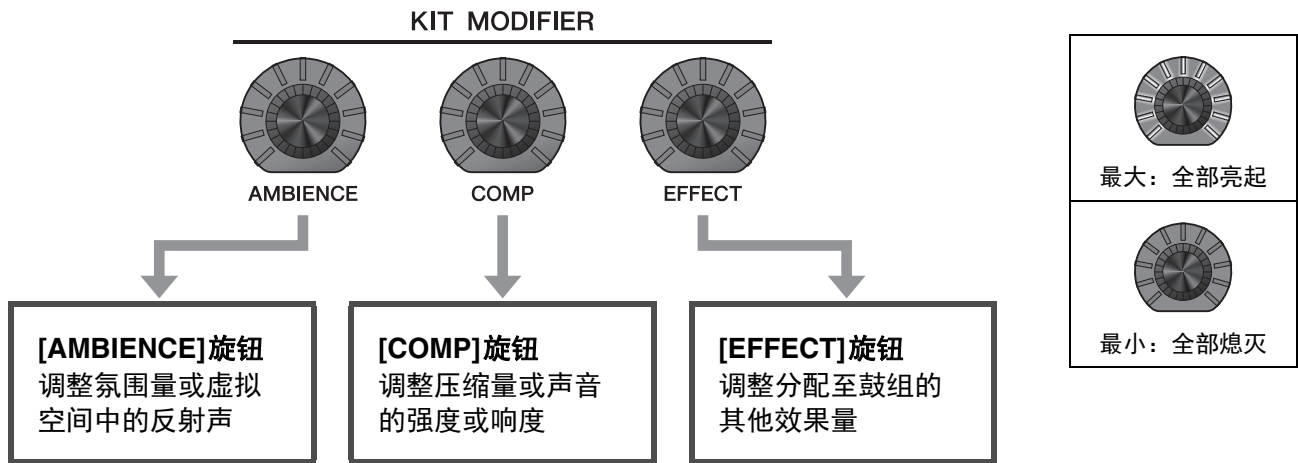 KIT MODIFIER
AMBIENCE
COMP
EFFECT
[AMBIENCE]旋钮
调整氛围量或虚拟
空间中的反射声
[COMP]旋钮
调整压缩量或声音
的强度或响度
[EFFECT]旋钮
调整分配至鼓组的
其他效果量
最大：全部亮起
最小：全部熄灭